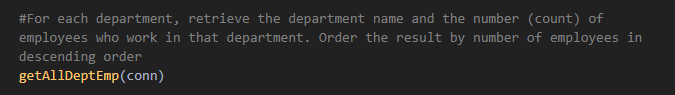 #For each department, retrieve the department name and the number (count) of
employees who work in that department. Order the result by number of employees in
descending order
getAllDeptEmp(conn)